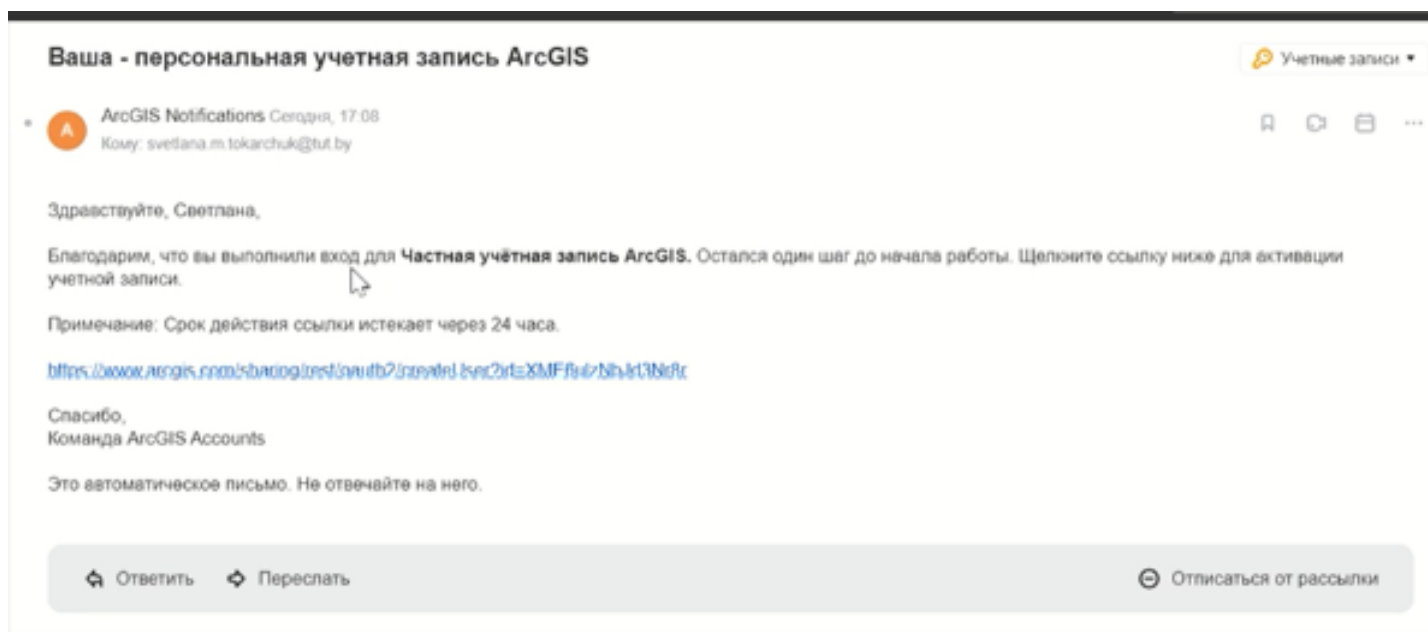 Ваша - персональная учетная запись ArcGIS
Учетные записи
A
ArcGIS Notifications Сегодня, 17:08
Кому: svetlana.m.tokarchuk@tut.by
Здравствуйте, Светлана,
Благодарим, что вы выполнили вход для Частная учётная запись ArcGIS. Остался один шаг до начала работы. Щелкните ссылку ниже для активации
учетной записи.
Примечание: Срок действия ссылки истекает через 24 часа.
Спасибо,
Команда ArcGIS Accounts
Это автоматическое письмо. Не отвечайте на него.
Ответить Переслать Отписаться от рассылки